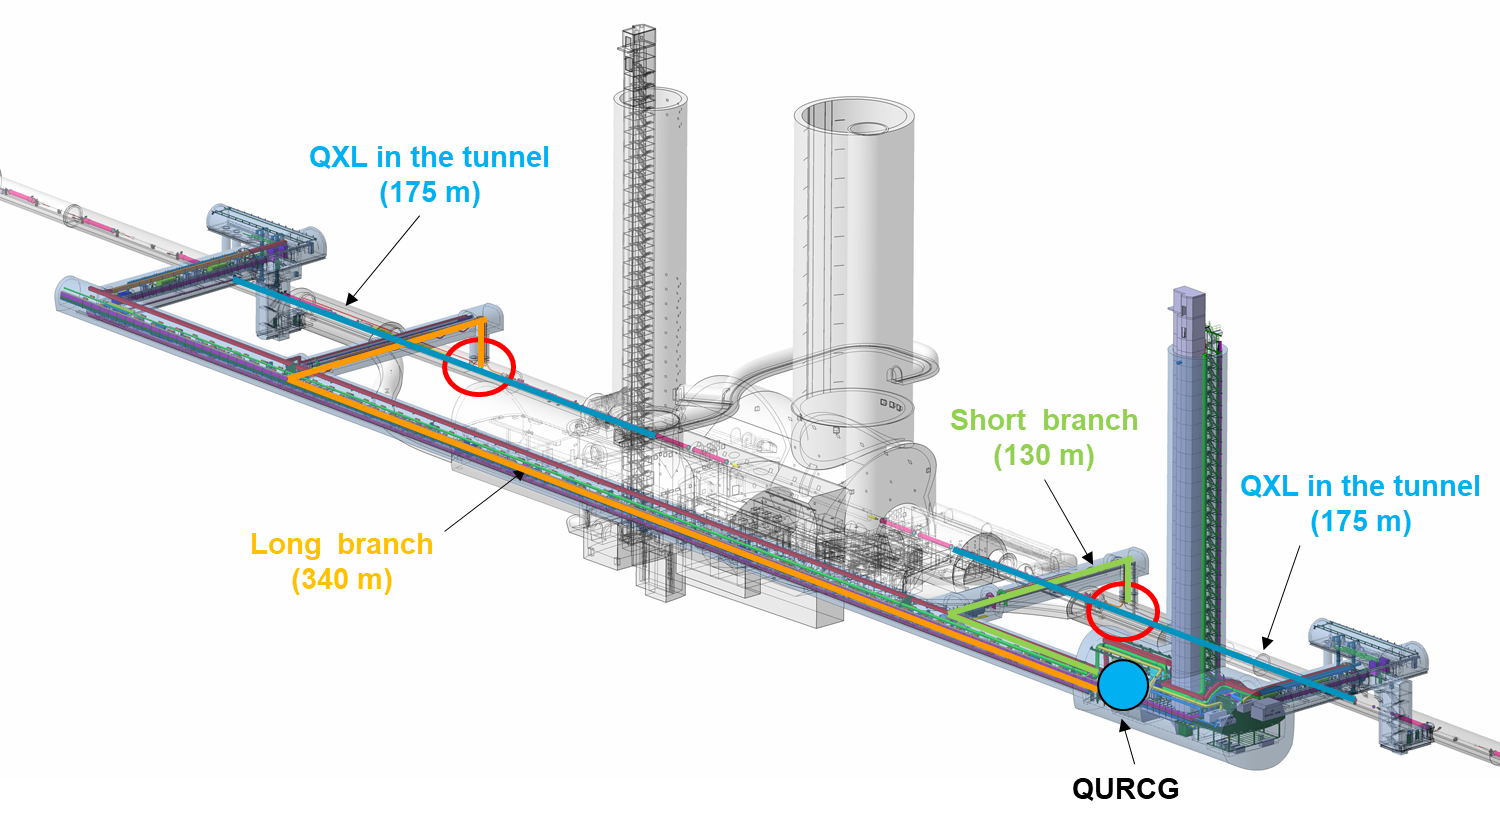 QXL in the tunnel
(175 m)
Short branch
(130 m)
QXL in the tunnel
(175 m)
Long branch
(340 m)
QURCG